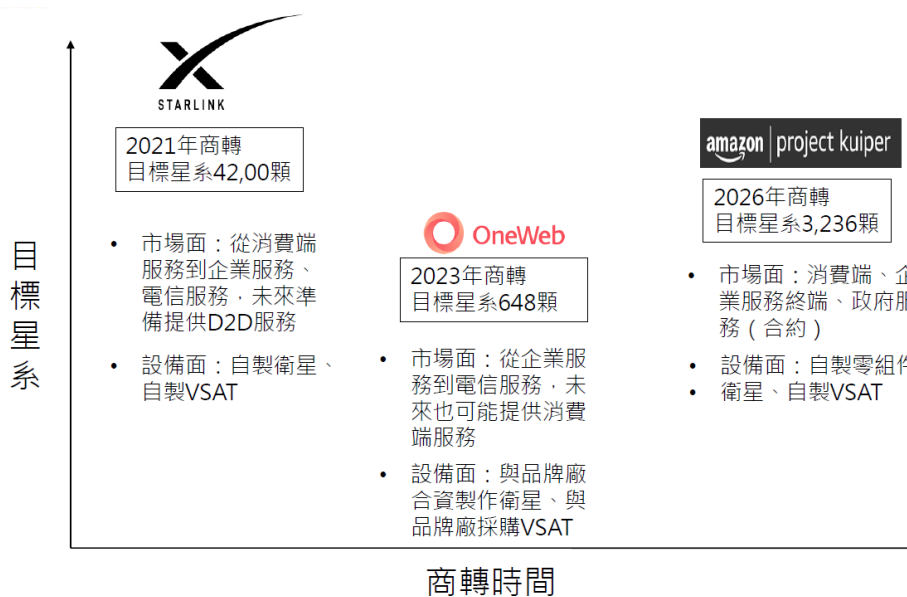 STARLINK
2021年商轉
目標星系42,00顆
• 市場面：從消費端
服務到企業服務、
電信服務，未來準
備提供D2D服務
• 設備面：自製衛星、
自製VSAT
OneWeb
2023年商轉
目標星系648顆
• 市場面：從企業服
務到電信服務，未
來也可能提供消費
端服務
• 設備面：與品牌廠
合資製作衛星、與
品牌廠採購VSAT
amazon | project kuiper
2026年商轉
目標星系3,236顆
• 市場面：消費端、企
業服務終端、政府服
務（合約）
• 設備面：自製零組件
• 衛星、自製VSAT
目標星系
商轉時間